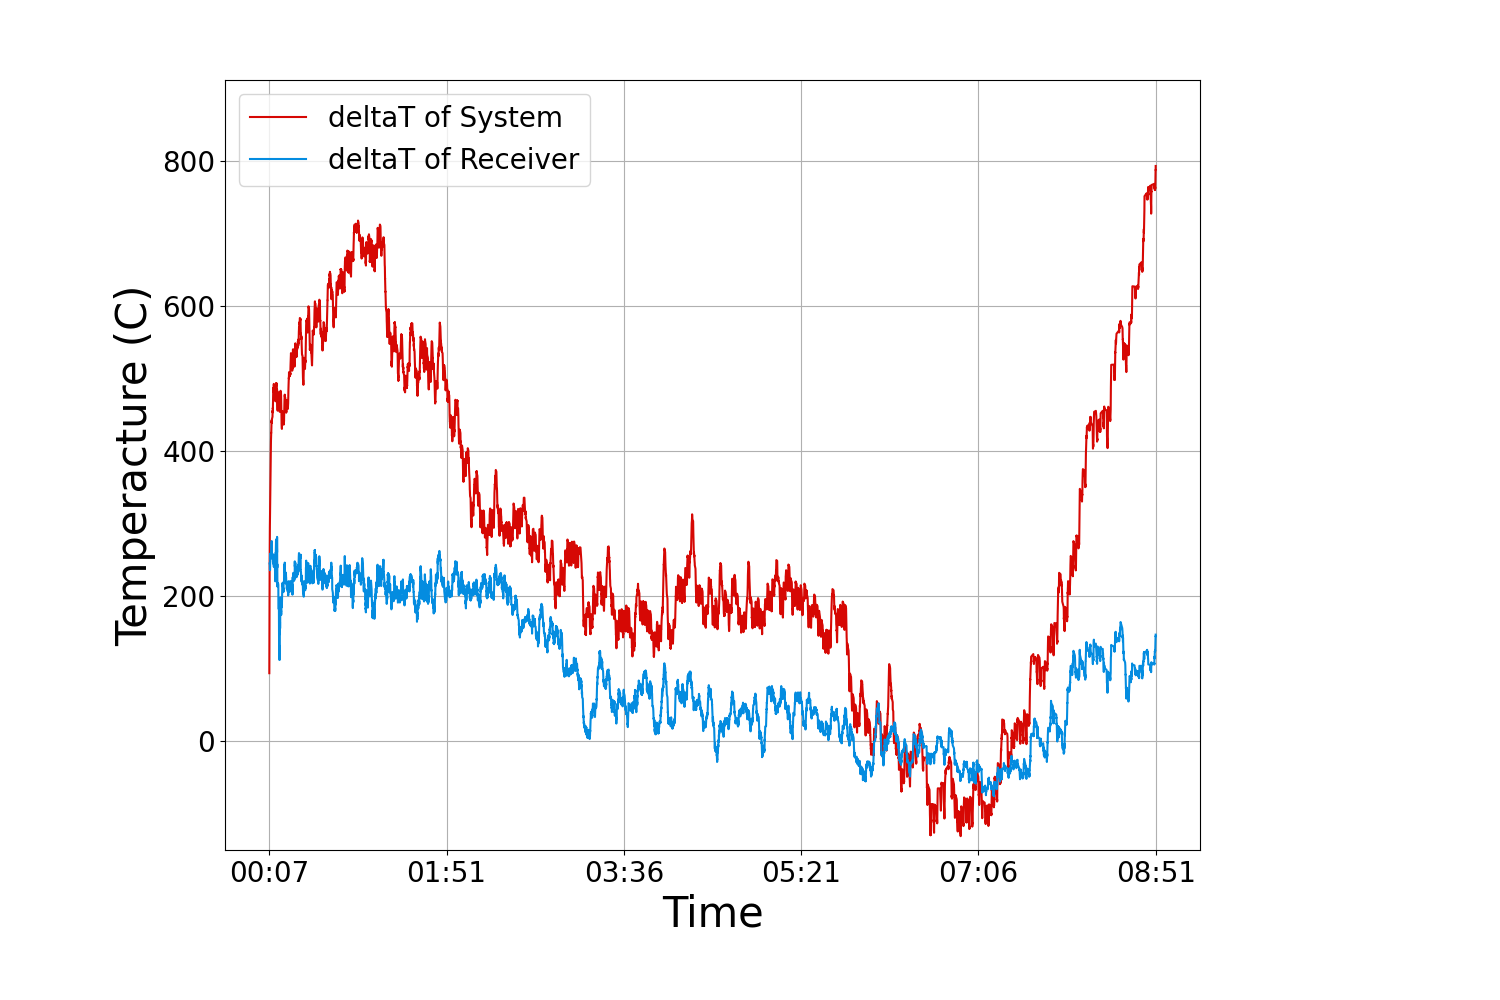 deltaT of System
deltaT of Receiver
Temperacture (C)
800
600
400
200
0
00:07 01:51 03:36 05:21 07:06 08:51
Time